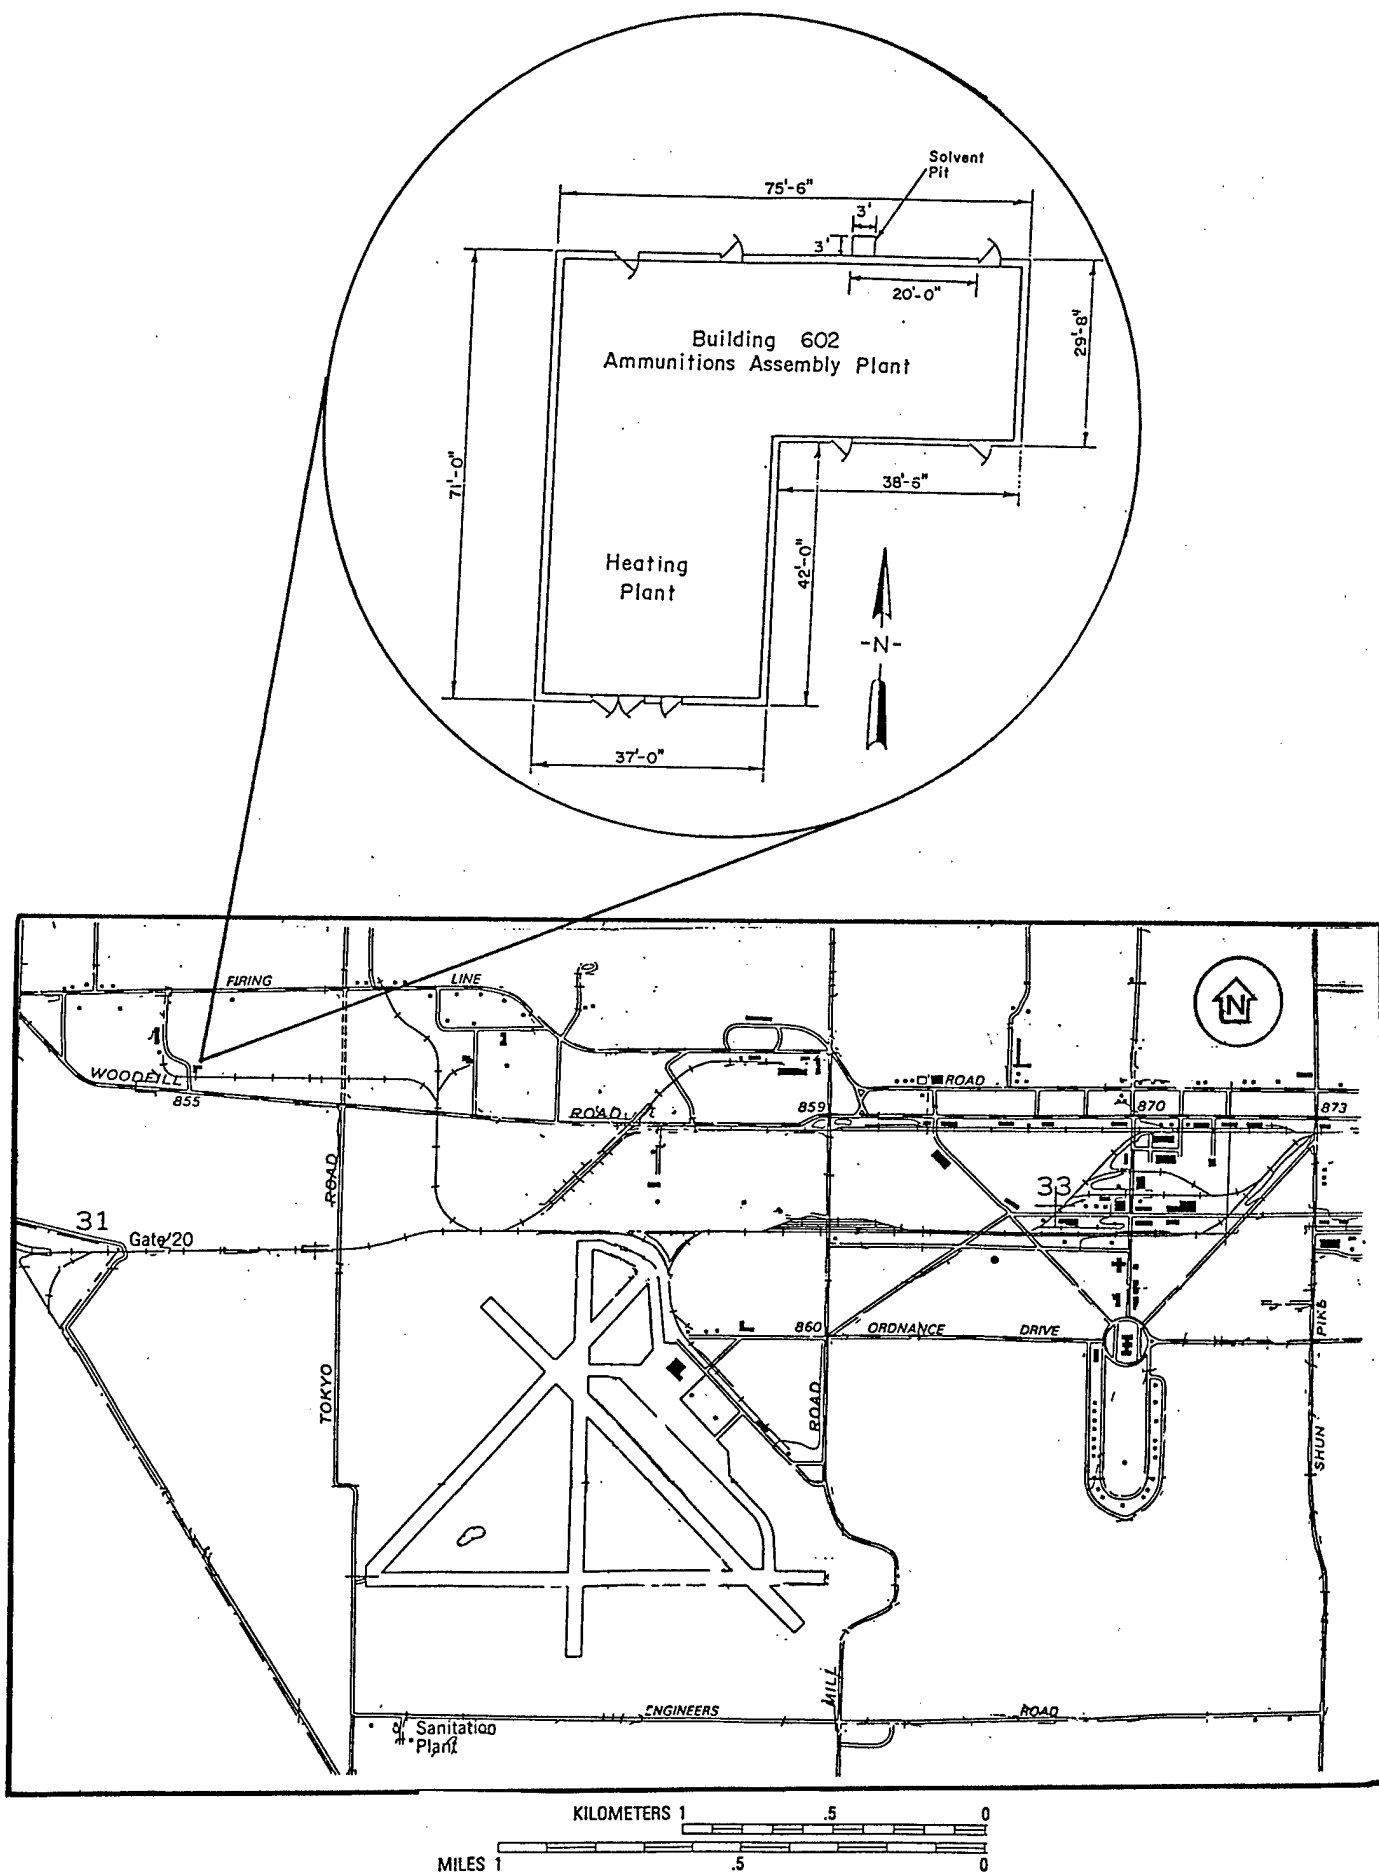 Solvent
Pit
75'-6"
3'
3'
20'-0"
29'-8"
Building 602
Ammunitions Assembly Plant
71'-0"
38'-6"
42'-0"
Heating
Plant
-N-
37'-0"
FIRING LINE
N
WOODFILL
855
ROAD
859
ROAD
870
873
ROAD
31
Gate 20
33
860
ORDNANCE DRIVE
PIKE
TOKYO
ROAD
SHUN
MILL
ENGINEERS ROAD
Sanitation
Plant
KILOMETERS 1 .5 0
MILES 1 .5 0